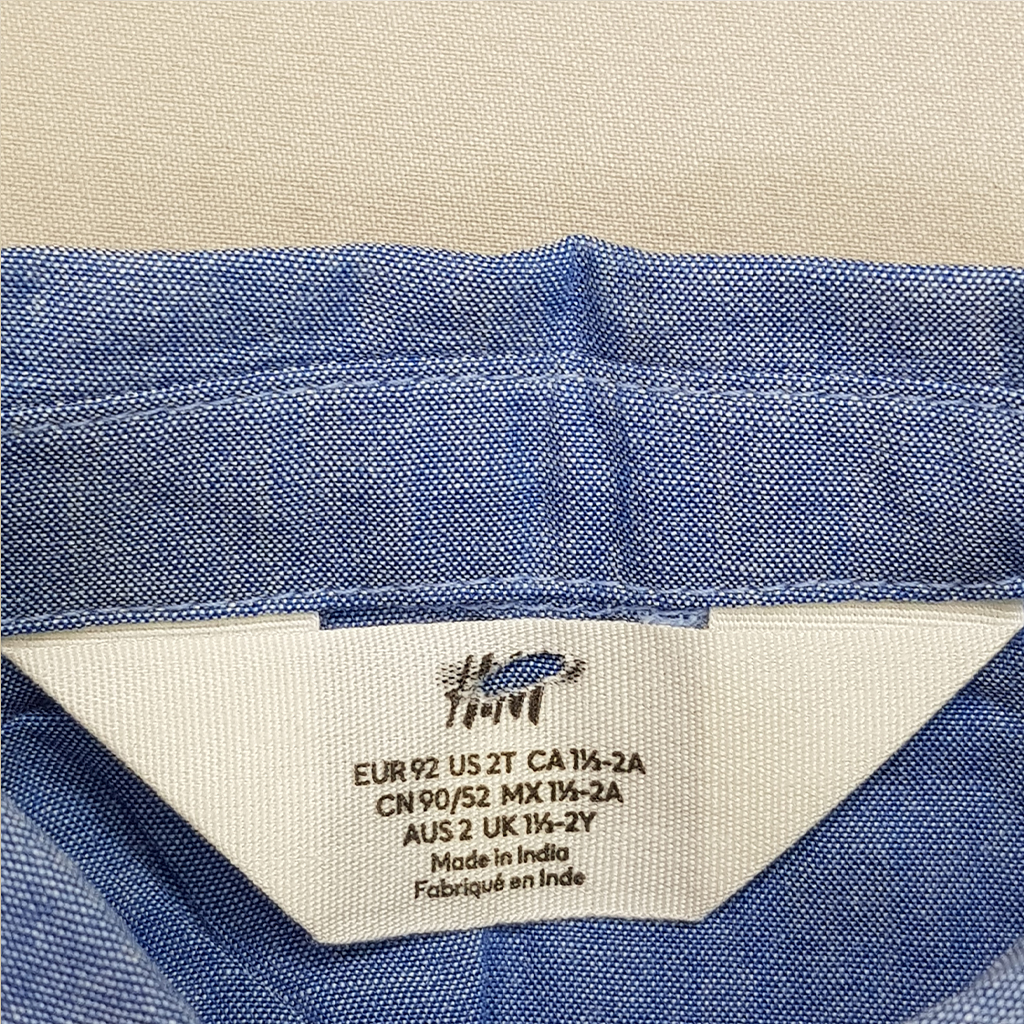 EUR 92 US 2T CA 1½-2A
CN 90/52 MX 1½-2A
AUS 2 UK 1½-2Y
Made in India
Fabriqué en Inde